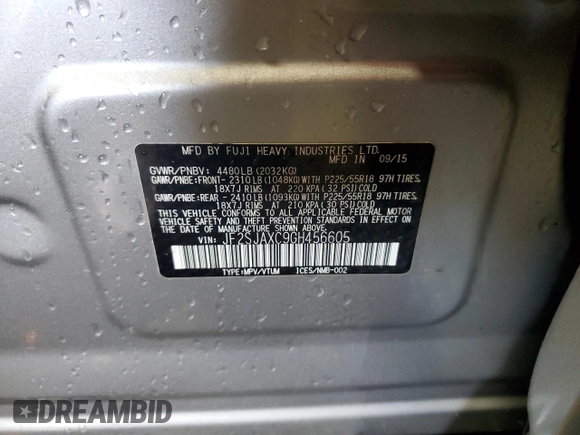 MFD BY FUJI HEAVY INDUSTRIES LTD.
MFD IN 09/15
GVWR/PNBV: 4480LB(2032KG)
GAWR/PNBE:FRONT- 2310LB(1048KG) WITH P225/55R18 97H TIRES,
18X7J RIMS AT 220 KPA(32 PSI)COLD
GAWR/PNBE:REAR - 2410LB(1093KG) WITH P225/55R18 97H TIRES,
18X7J RIMS AT 210 KPA(30 PSI)COLD
THIS VEHICLE CONFORMS TO ALL APPLICABLE FEDERAL MOTOR
VEHICLE SAFETY AND BUMPER STANDARDS IN EFFECT ON THE
DATE OF MANUFACTURE SHOWN ABOVE.
VIN: JF2SJAXC9GH456605
TYPE:MPV/VTUM ICES/NMB-002
DREAMBID